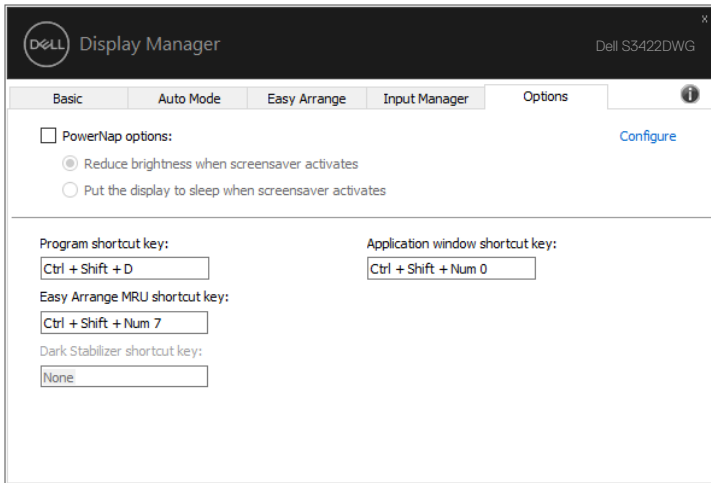 x
DELL Display Manager
Dell S3422DWG
Basic Auto Mode Easy Arrange Input Manager Options i
PowerNap options: Configure
Reduce brightness when screensaver activates
Put the display to sleep when screensaver activates
Program shortcut key: Application window shortcut key:
Ctrl + Shift + D Ctrl + Shift + Num 0
Easy Arrange MRU shortcut key:
Ctrl + Shift + Num 7
Dark Stabilizer shortcut key:
None